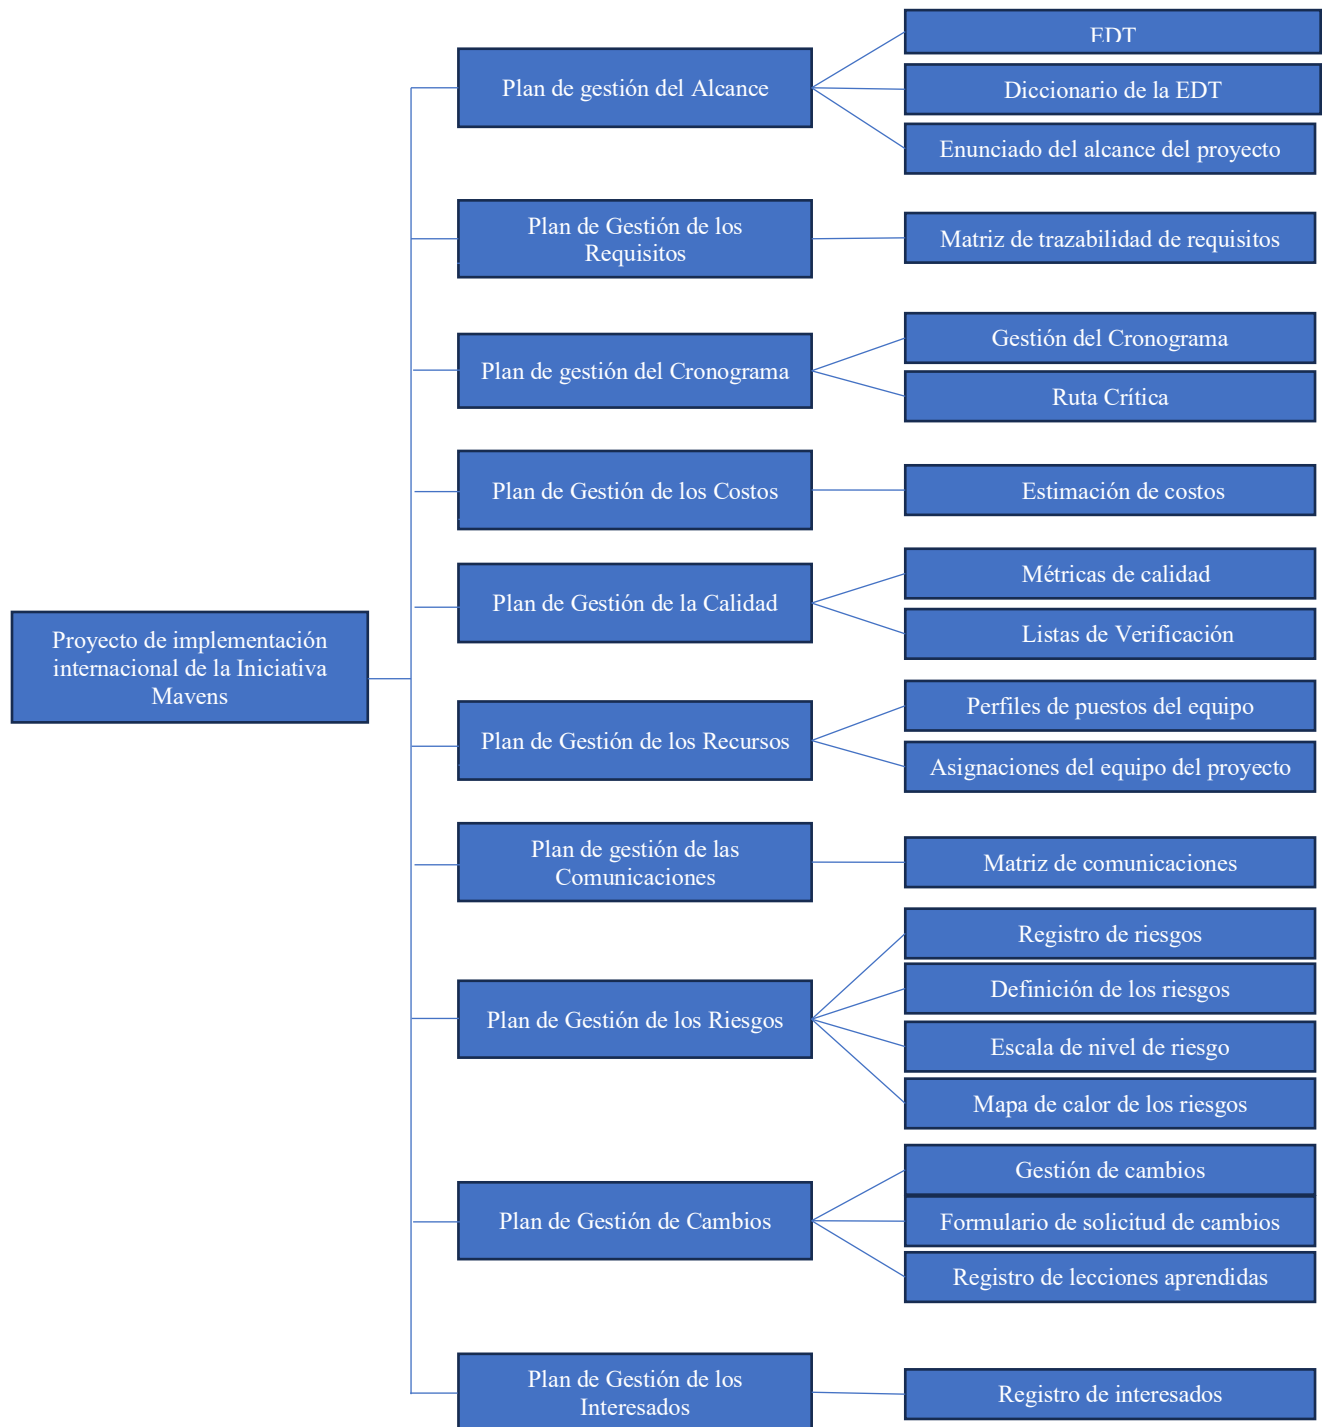 EDT
Plan de gestión del Alcance
Diccionario de la EDT
Enunciado del alcance del proyecto
Plan de Gestión de los
Requisitos
Matriz de trazabilidad de requisitos
Plan de gestión del Cronograma
Gestión del Cronograma
Ruta Crítica
Plan de Gestión de los Costos
Estimación de costos
Plan de Gestión de la Calidad
Métricas de calidad
Listas de Verificación
Proyecto de implementación
internacional de la Iniciativa
Mavens
Plan de Gestión de los Recursos
Perfiles de puestos del equipo
Asignaciones del equipo del proyecto
Plan de gestión de las
Comunicaciones
Matriz de comunicaciones
Plan de Gestión de los Riesgos
Registro de riesgos
Definición de los riesgos
Escala de nivel de riesgo
Mapa de calor de los riesgos
Plan de Gestión de Cambios
Gestión de cambios
Formulario de solicitud de cambios
Registro de lecciones aprendidas
Plan de Gestión de los
Interesados
Registro de interesados